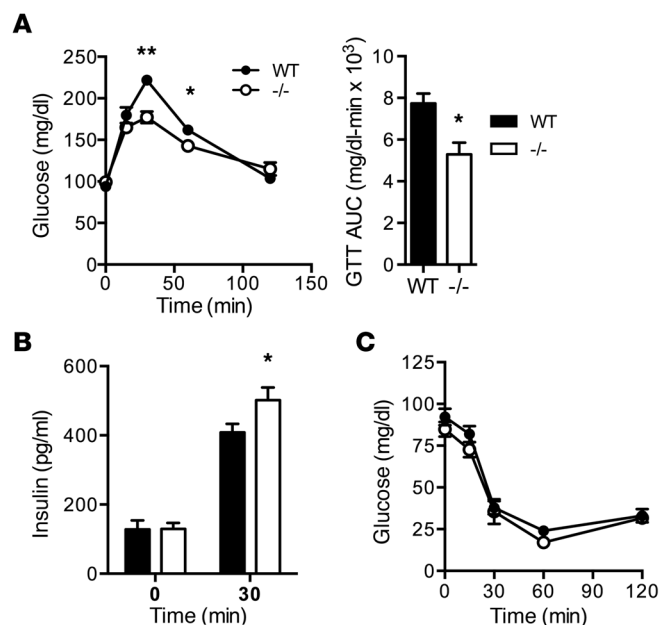 A
Glucose (mg/dl)
250
200
150
100
50
0
0 50 100 150
Time (min)
**
*
WT
-/-
GTT AUC (mg/dl-min x 10³)
10
8
6
4
2
0
*
WT -/-
WT
-/-
B
Insulin (pg/ml)
600
400
200
0
*
0 30
Time (min)
C
Glucose (mg/dl)
125
100
75
50
25
0
0 30 60 90 120
Time (min)